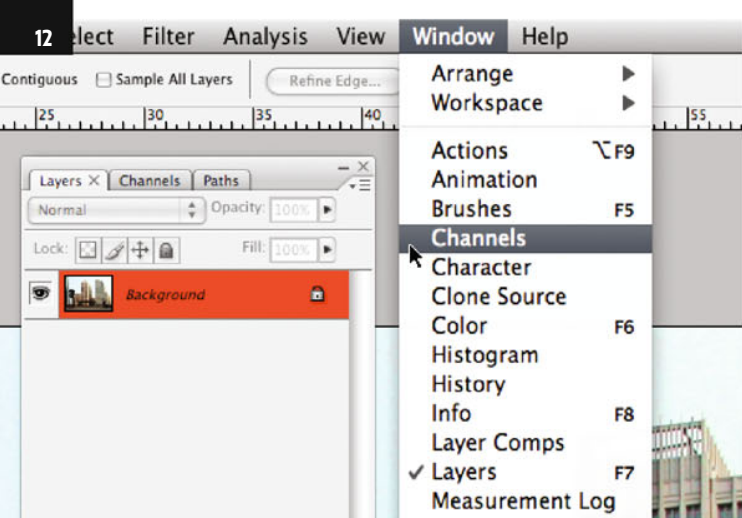 12
lect Filter Analysis View Window Help
Contiguous Sample All Layers Refine Edge...
25 30 35 40 55
Arrange
Workspace
Actions ⌥F9
Animation
Brushes F5
Channels
Character
Clone Source
Color F6
Histogram
History
Info F8
Layer Comps
✓ Layers F7
Measurement Log
Layers × Channels Paths
Normal Opacity: 100%
Lock: Fill: 100%
Background